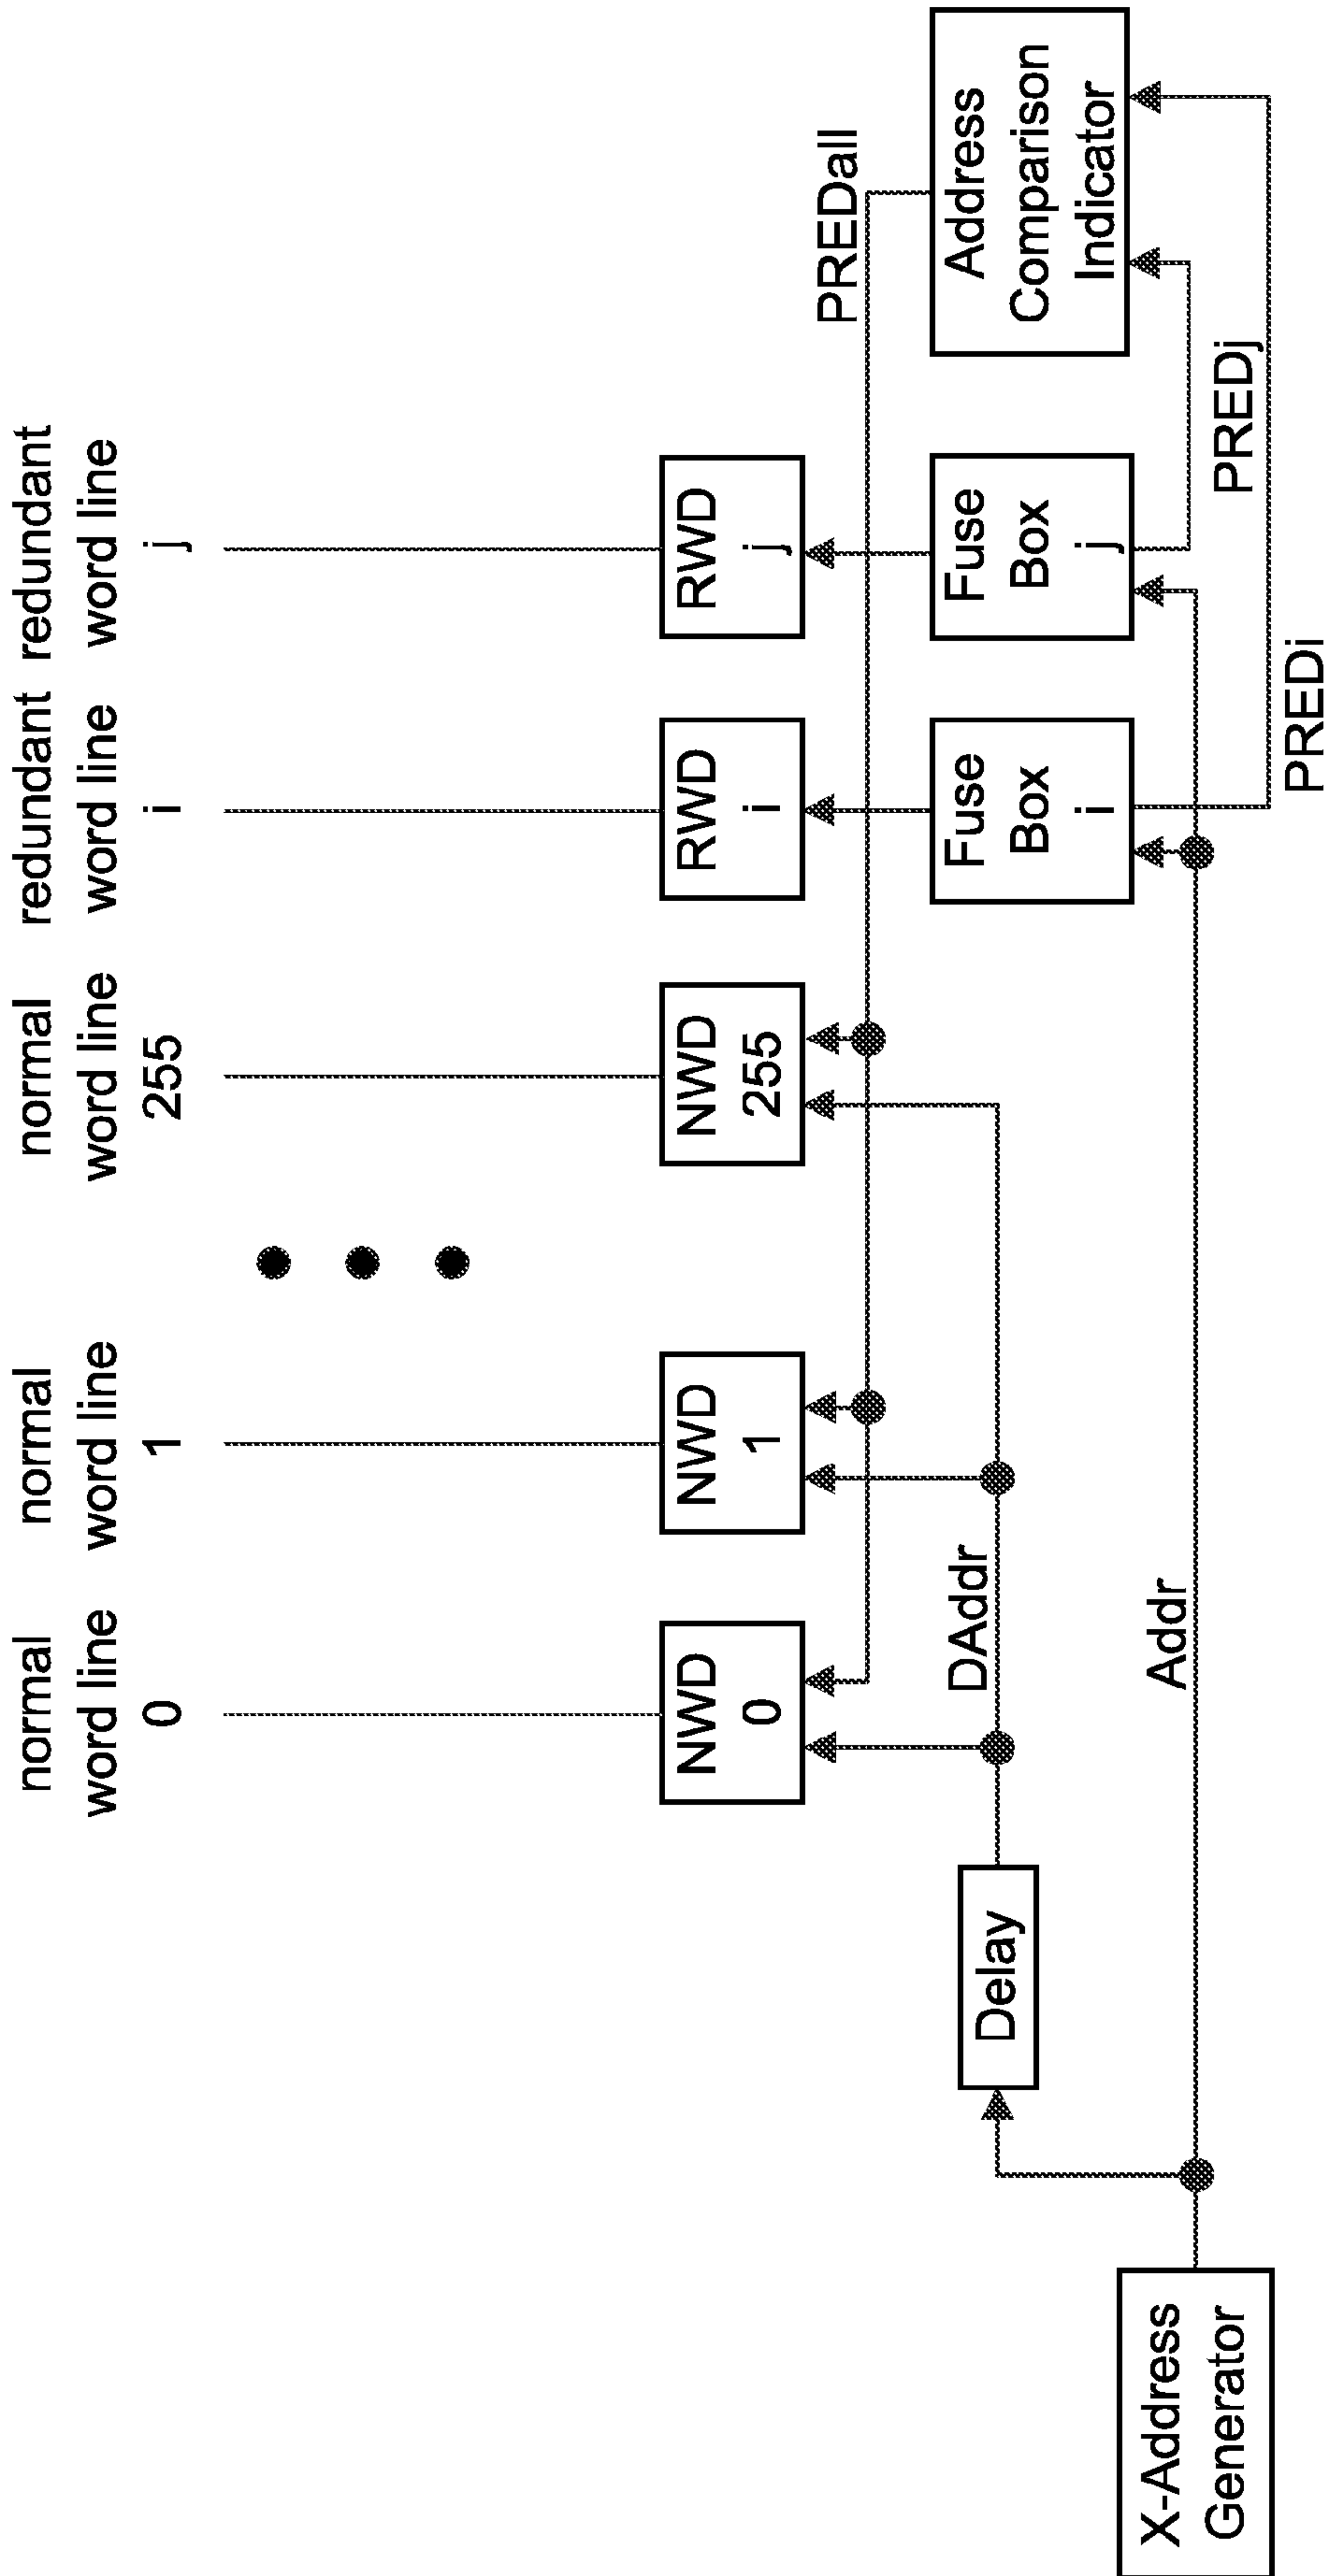 normal
word line
0
normal
word line
1
normal
word line
255
redundant
word line
i
redundant
word line
j
NWD
0
NWD
1
NWD
255
RWD
i
RWD
j
PREDall
Delay
DAddr
Fuse
Box
i
Fuse
Box
j
Address
Comparison
Indicator
X-Address
Generator
Addr
PREDj
PREDi